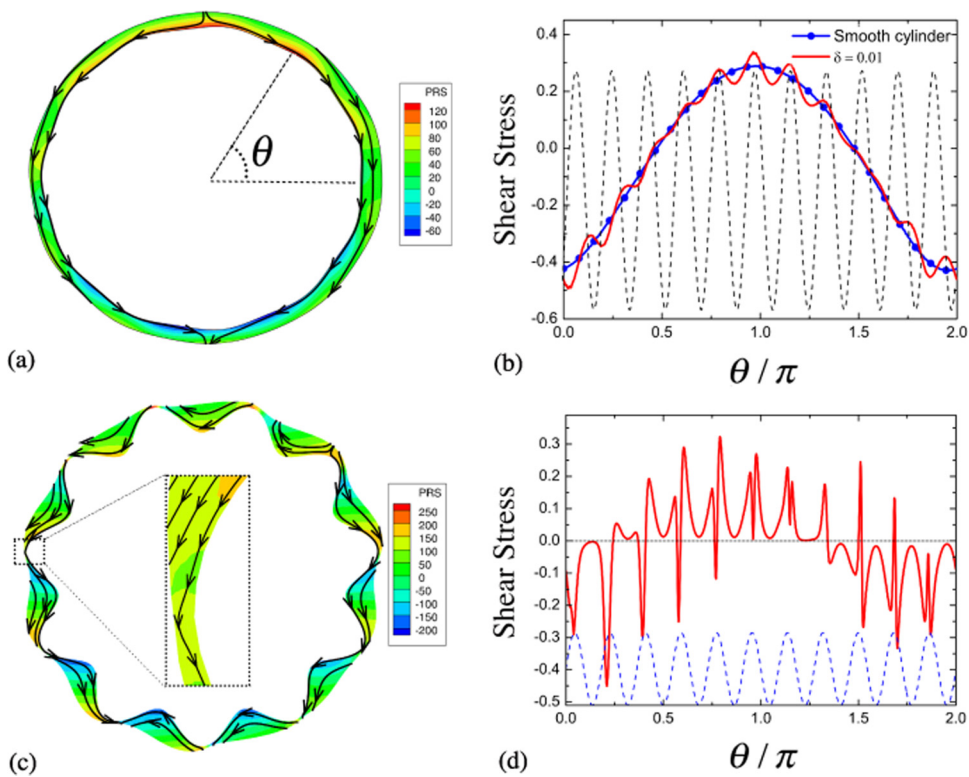 (a)
θ
PRS
120
100
80
60
40
20
0
-20
-40
-60
(b)
Shear Stress
0.4
0.2
0.0
-0.2
-0.4
-0.6
Smooth cylinder
δ = 0.01
0.0 0.5 1.0 1.5 2.0
θ / π
(c)
PRS
250
200
150
100
50
0
-50
-100
-150
-200
(d)
Shear Stress
0.3
0.2
0.1
0.0
-0.1
-0.2
-0.3
-0.4
-0.5
0.0 0.5 1.0 1.5 2.0
θ / π